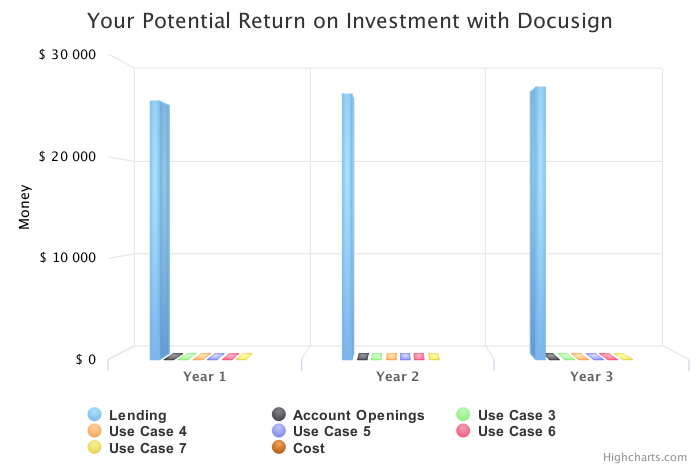 Your Potential Return on Investment with Docusign
$ 30 000
$ 20 000
$ 10 000
$ 0
Money
Year 1
Year 2
Year 3
Lending
Account Openings
Use Case 3
Use Case 4
Use Case 5
Use Case 6
Use Case 7
Cost
Highcharts.com